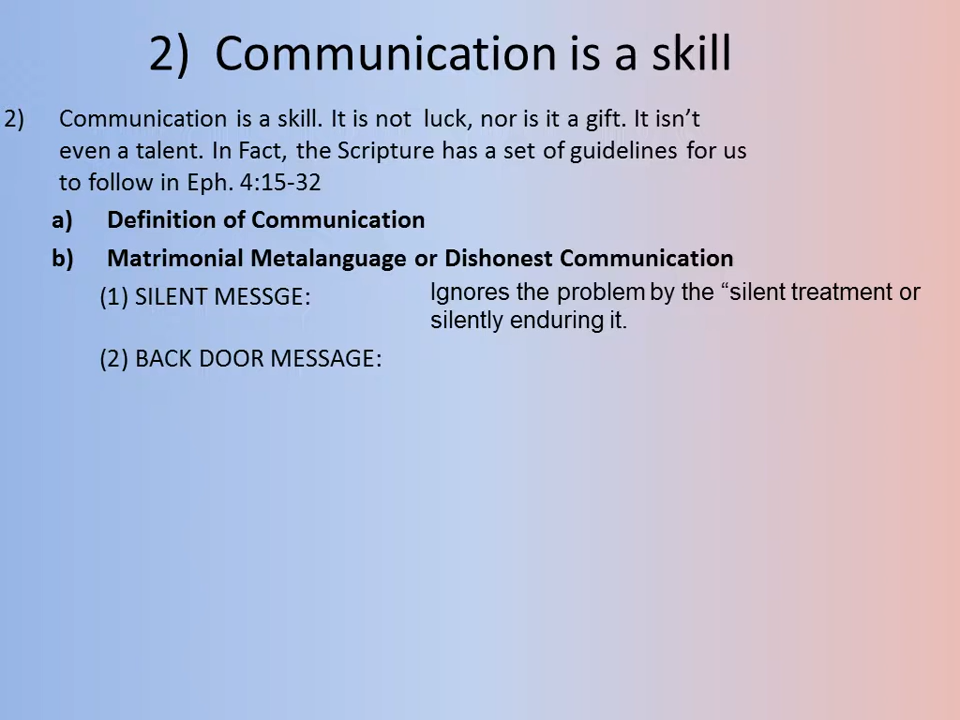 2) Communication is a skill
2) Communication is a skill. It is not luck, nor is it a gift. It isn’t
even a talent. In Fact, the Scripture has a set of guidelines for us
to follow in Eph. 4:15-32
a) Definition of Communication
b) Matrimonial Metalanguage or Dishonest Communication
(1) SILENT MESSGE: Ignores the problem by the “silent treatment or
silently enduring it.
(2) BACK DOOR MESSAGE: